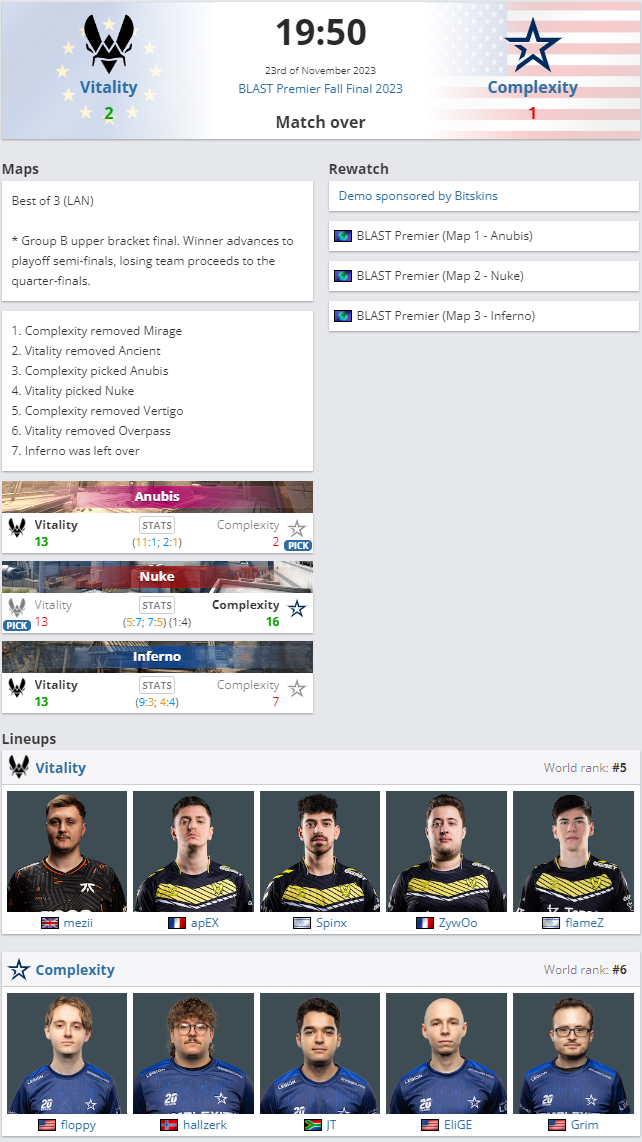 19:50
23rd of November 2023
BLAST Premier Fall Final 2023
Match over
Vitality
2
Complexity
1
Maps
Best of 3 (LAN)
* Group B upper bracket final. Winner advances to
playoff semi-finals, losing team proceeds to the
quarter-finals.
1. Complexity removed Mirage
2. Vitality removed Ancient
3. Complexity picked Anubis
4. Vitality picked Nuke
5. Complexity removed Vertigo
6. Vitality removed Overpass
7. Inferno was left over
Anubis
Vitality STATS Complexity
13 (11:1; 2:1) 2 PICK
Nuke
Vitality STATS Complexity
PICK 13 (5:7; 7:5) (1:4) 16
Inferno
Vitality STATS Complexity
13 (9:3; 4:4) 7
Rewatch
Demo sponsored by Bitskins
BLAST Premier (Map 1 - Anubis)
BLAST Premier (Map 2 - Nuke)
BLAST Premier (Map 3 - Inferno)
Lineups
Vitality World rank: #5
mezii apEX Spinx ZywOo flameZ
Complexity World rank: #6
floppy hallzerk JT EliGE Grim